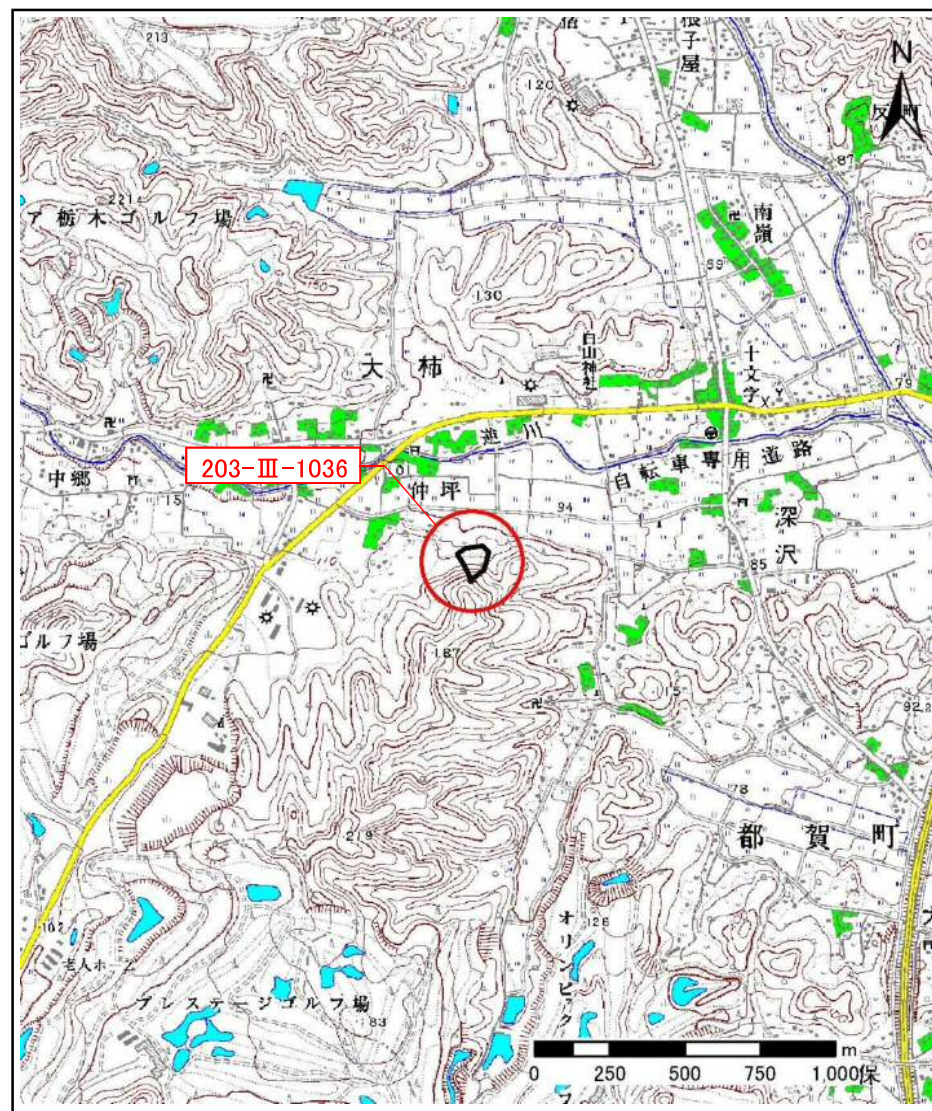 213
120
根子屋
N
反町
87
221
ア栃木ゴルフ場
南嶺
89
130
大柿
白山神社
十文字
79
逆川
203-Ⅲ-1036
自転車専用道路
中郷
仲坪
94
15
深沢
85
ゴルフ場
187
15
92.2
78
219
都賀町
102
老人ホーム
オリンピック
126
プレステージゴルフ場
83
m
0 250 500 750 1,000
保